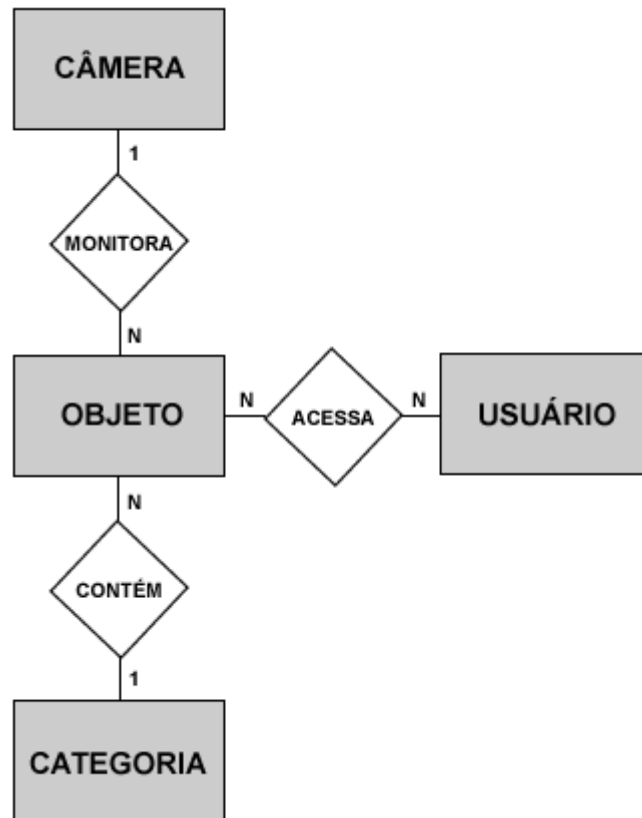 CÂMERA
1
MONITORA
N
OBJETO
N
ACESSA
N
USUÁRIO
N
CONTÉM
1
CATEGORIA